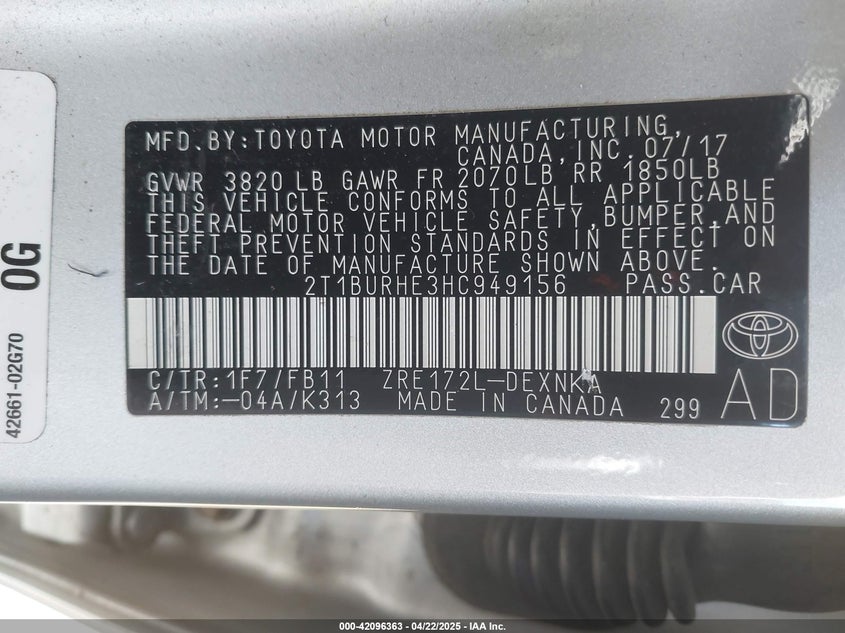 MFD.BY:TOYOTA MOTOR MANUFACTURING,
CANADA,INC. 07/17
GVWR 3820 LB GAWR FR 2070LB RR 1850LB
THIS VEHICLE CONFORMS TO ALL APPLICABLE
FEDERAL MOTOR VEHICLE SAFETY,BUMPER,AND
THEFT PREVENTION STANDARDS IN EFFECT ON
THE DATE OF MANUFACTURE SHOWN ABOVE.
2T1BURHE3HC949156 PASS.CAR
C/TR:1F7/FB11 ZRE172L-DEXNKA
A/TM:-04A/K313 MADE IN CANADA 299
AD
0G
42661-02G70
000-42096363 - 04/22/2025 - IAA Inc.